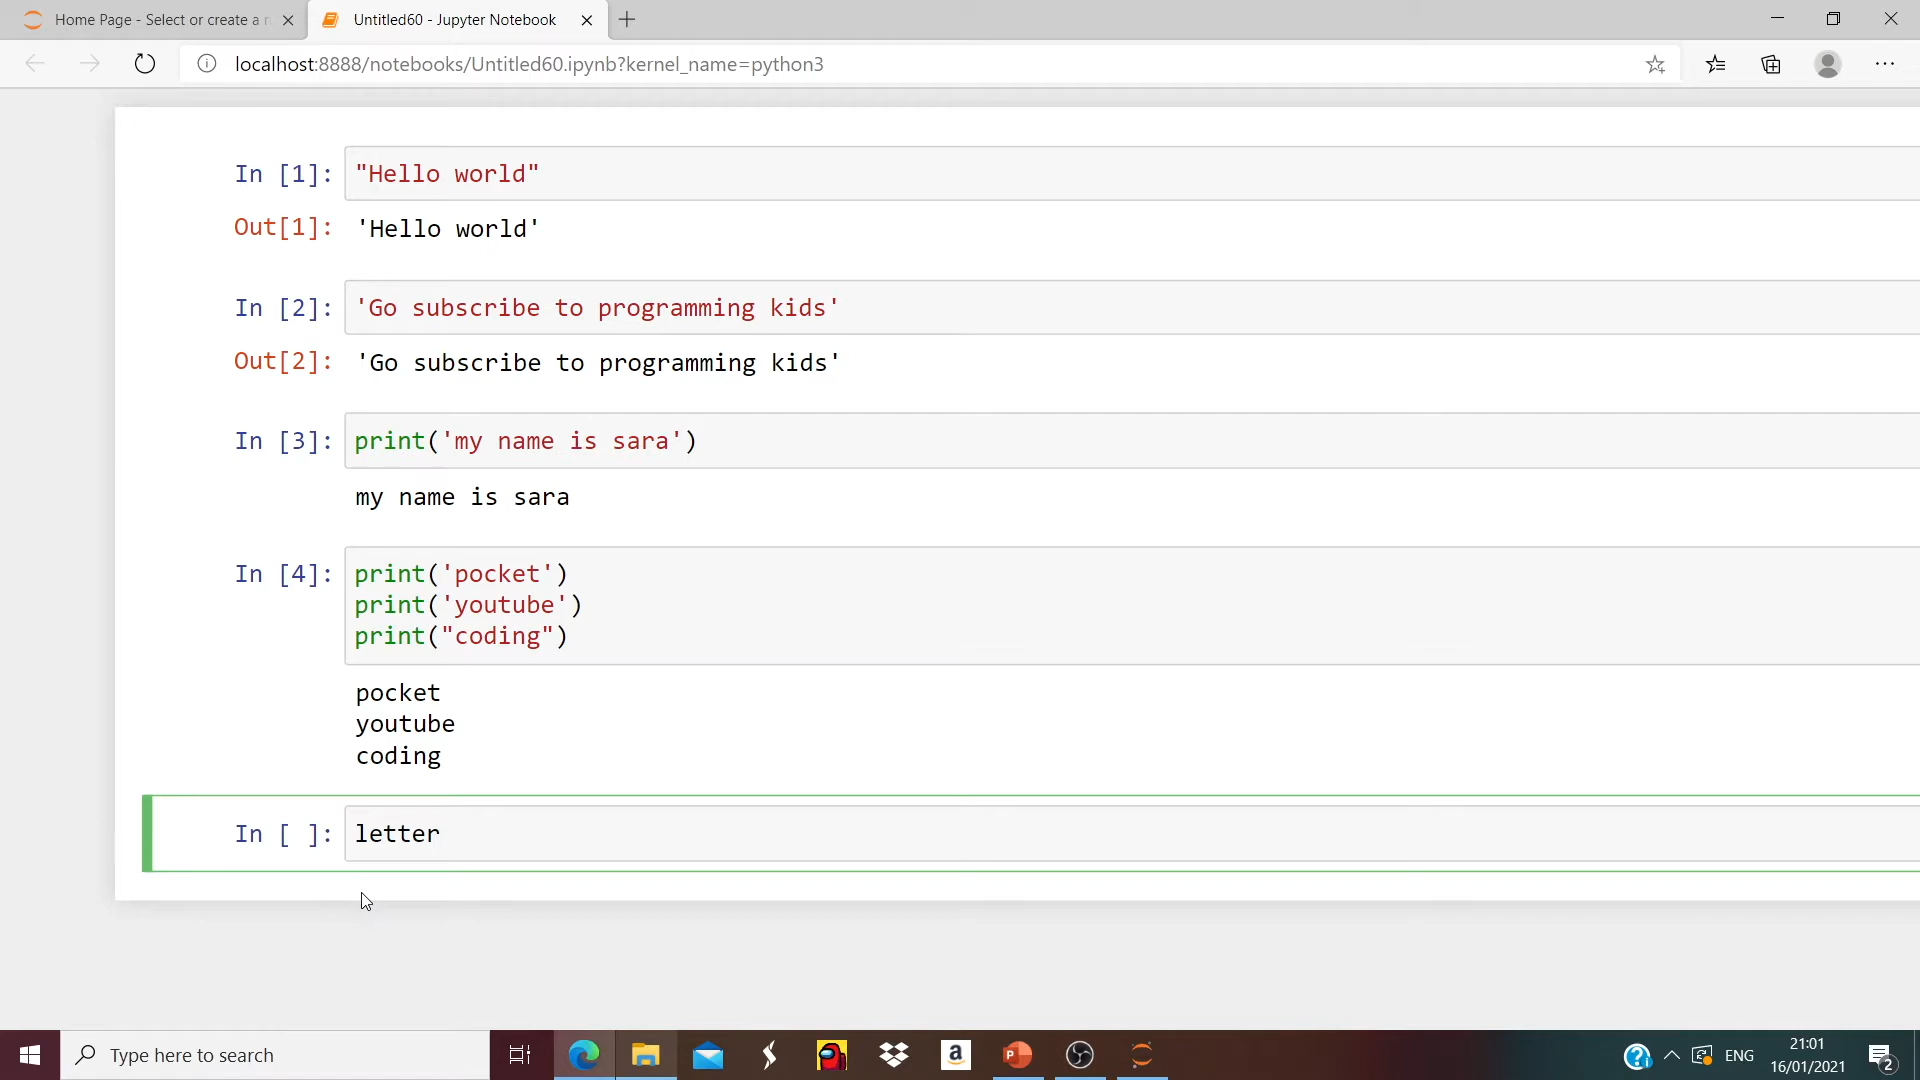 Home Page - Select or create a
Untitled60 - Jupyter Notebook
localhost:8888/notebooks/Untitled60.ipynb?kernel_name=python3
In [1]: "Hello world"
Out[1]: 'Hello world'
In [2]: 'Go subscribe to programming kids'
Out[2]: 'Go subscribe to programming kids'
In [3]: print('my name is sara')
my name is sara
In [4]: print('pocket')
print('youtube')
print("coding")
pocket
youtube
coding
In [ ]: letter
Type here to search
ENG
21:01
16/01/2021
2